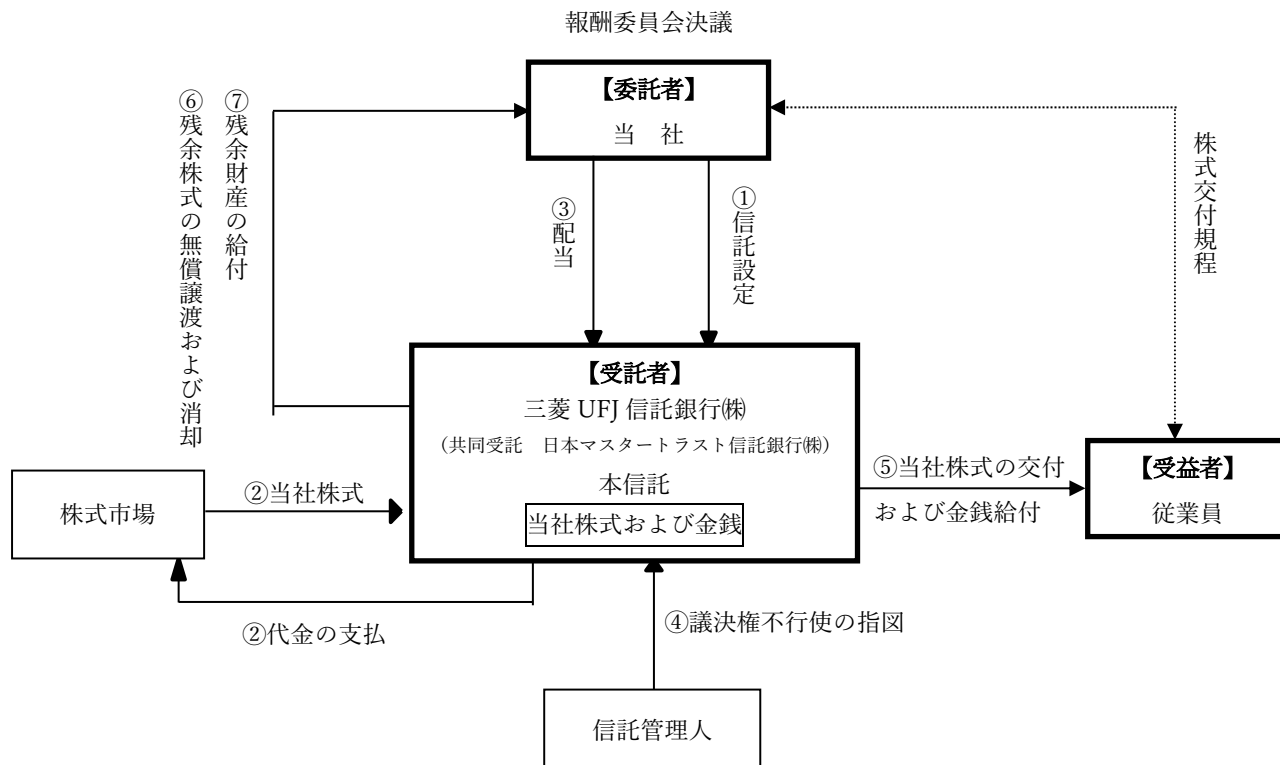 報酬委員会決議
【委託者】
当　社
⑦残余財産の給付
⑥残余株式の無償譲渡および消却
③配当
①信託設定
株式交付規程
【受託者】
三菱 UFJ 信託銀行㈱
(共同受託　日本マスタートラスト信託銀行㈱)
本信託
当社株式および金銭
株式市場
②当社株式
②代金の支払
⑤当社株式の交付
および金銭給付
【受益者】
従業員
④議決権不行使の指図
信託管理人